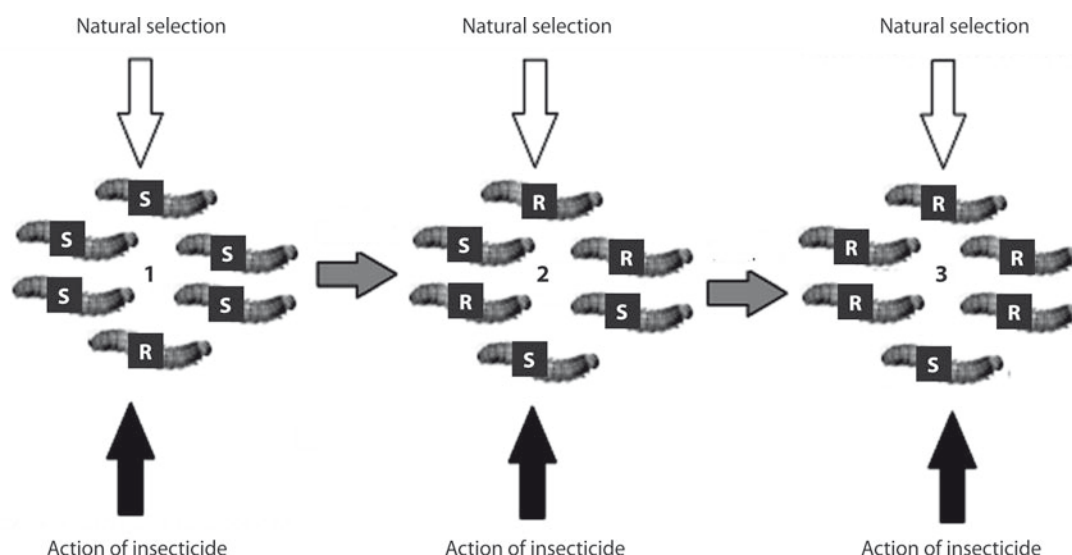 Natural selection
Natural selection
Natural selection
S
R
R
S
S
S
R
R
R
1
2
3
S
S
R
S
R
R
R
S
S
Action of insecticide
Action of insecticide
Action of insecticide